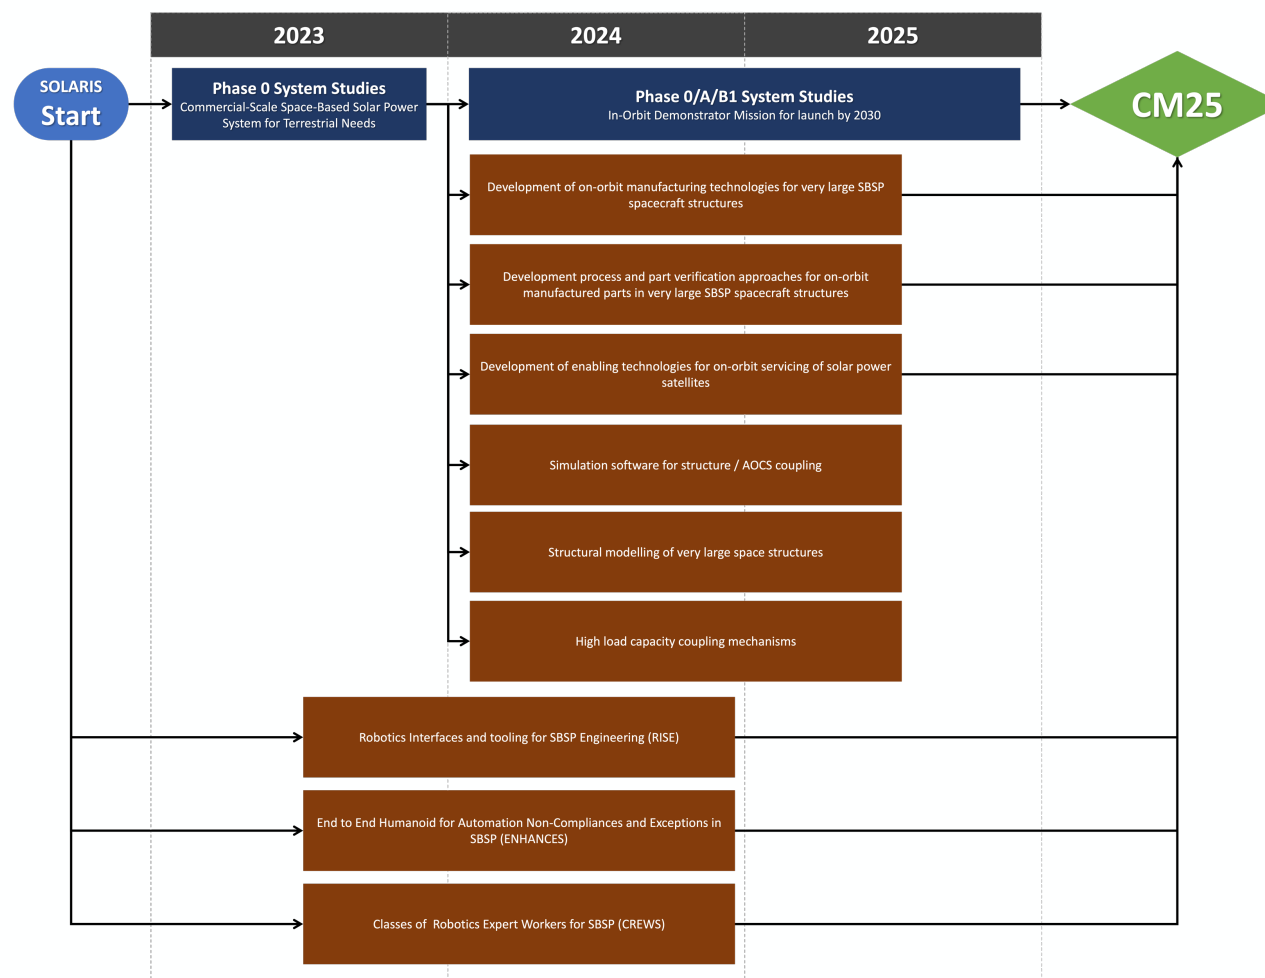 2023
2024
2025
SOLARIS
Start
Phase 0 System Studies
Commercial-Scale Space-Based Solar Power
System for Terrestrial Needs
Phase 0/A/B1 System Studies
In-Orbit Demonstrator Mission for launch by 2030
CM25
Development of on-orbit manufacturing technologies for very large SBSP
spacecraft structures
Development process and part verification approaches for on-orbit
manufactured parts in very large SBSP spacecraft structures
Development of enabling technologies for on-orbit servicing of solar power
satellites
Simulation software for structure / AOCS coupling
Structural modelling of very large space structures
High load capacity coupling mechanisms
Robotics Interfaces and tooling for SBSP Engineering (RISE)
End to End Humanoid for Automation Non-Compliances and Exceptions in
SBSP (ENHANCES)
Classes of Robotics Expert Workers for SBSP (CREWS)